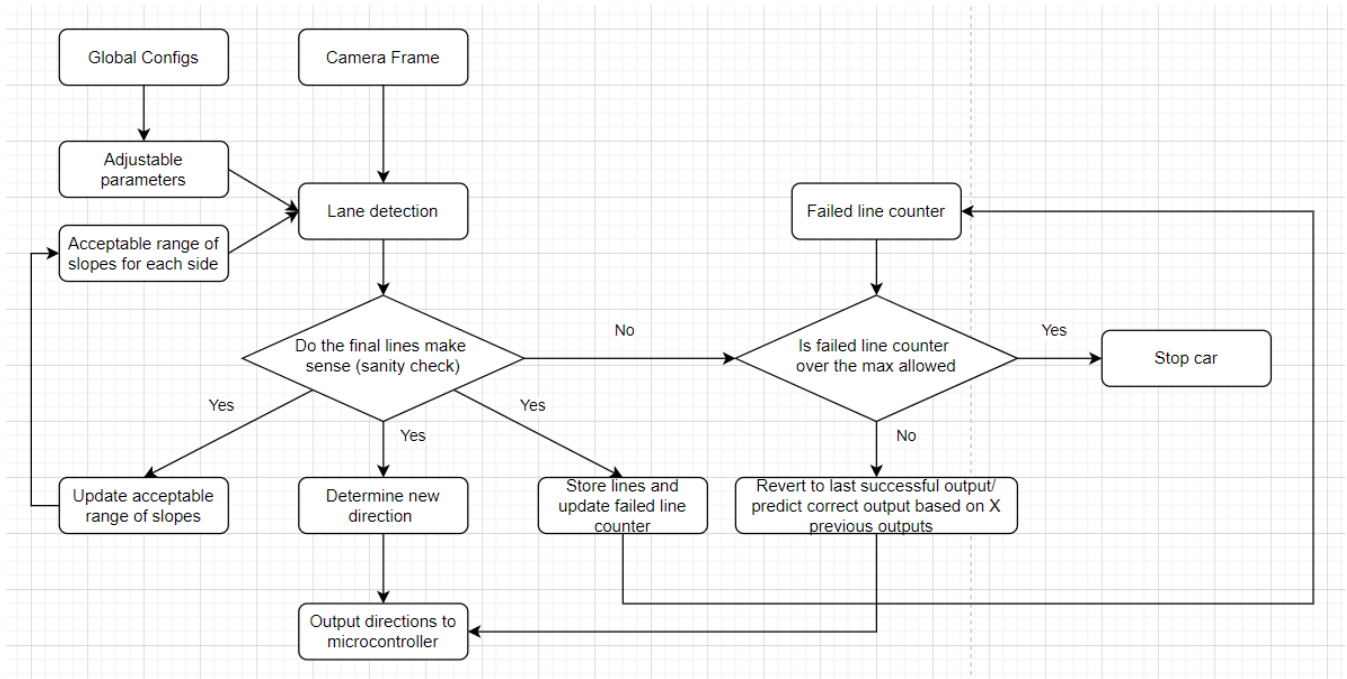 Global Configs
Camera Frame
Adjustable
parameters
Lane detection
Failed line counter
Acceptable range of
slopes for each side
No
Yes
Do the final lines make
sense (sanity check)
Is failed line counter
over the max allowed
Stop car
Yes
Yes
Yes
No
Update acceptable
range of slopes
Determine new
direction
Store lines and
update failed line
counter
Revert to last successful output/
predict correct output based on X
previous outputs
Output directions to
microcontroller